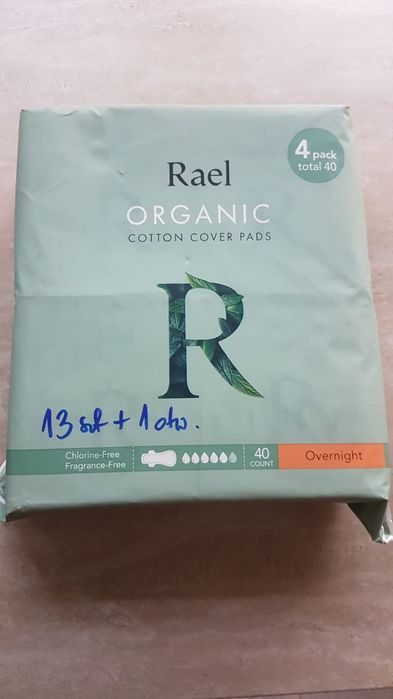 4 pack
total 40
Rael
ORGANIC
COTTON COVER PADS
R
13 szt + 1 otw.
Chlorine-Free
Fragrance-Free
40
COUNT
Overnight